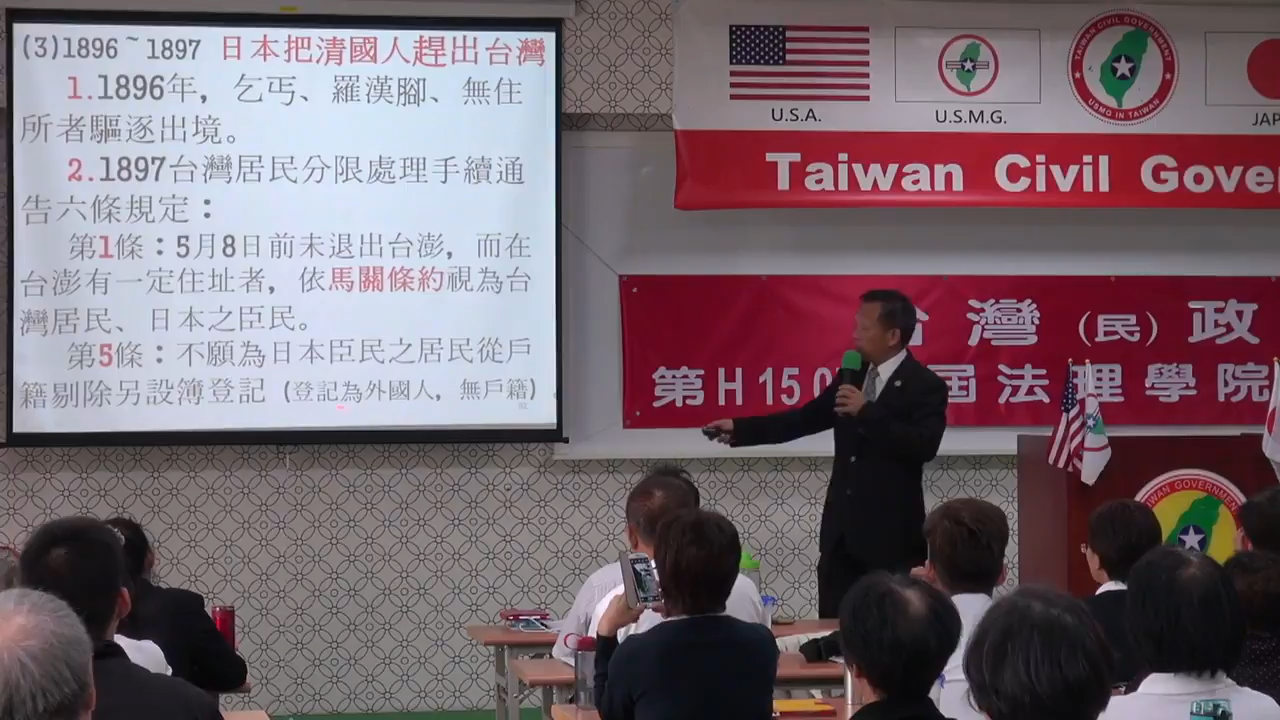 (3)1896~1897 日本把清國人趕出台灣
1.1896年，乞丐、羅漢腳、無住
所者驅逐出境。
2.1897台灣居民分限處理手續通
告六條規定：
第1條：5月8日前未退出台澎，而在
台澎有一定住址者，依馬關條約視為台
灣居民、日本之臣民。
第5條：不願為日本臣民之居民從戶
籍剔除另設簿登記 (登記為外國人，無戶籍)
U.S.A.
U.S.M.G.
TAIWAN CIVIL GOVERNMENT
USMG IN TAIWAN
JAP
Taiwan Civil Gove
台灣(民)政
第H 15 0 屆法理學院
TAIWAN GOVERNMENT